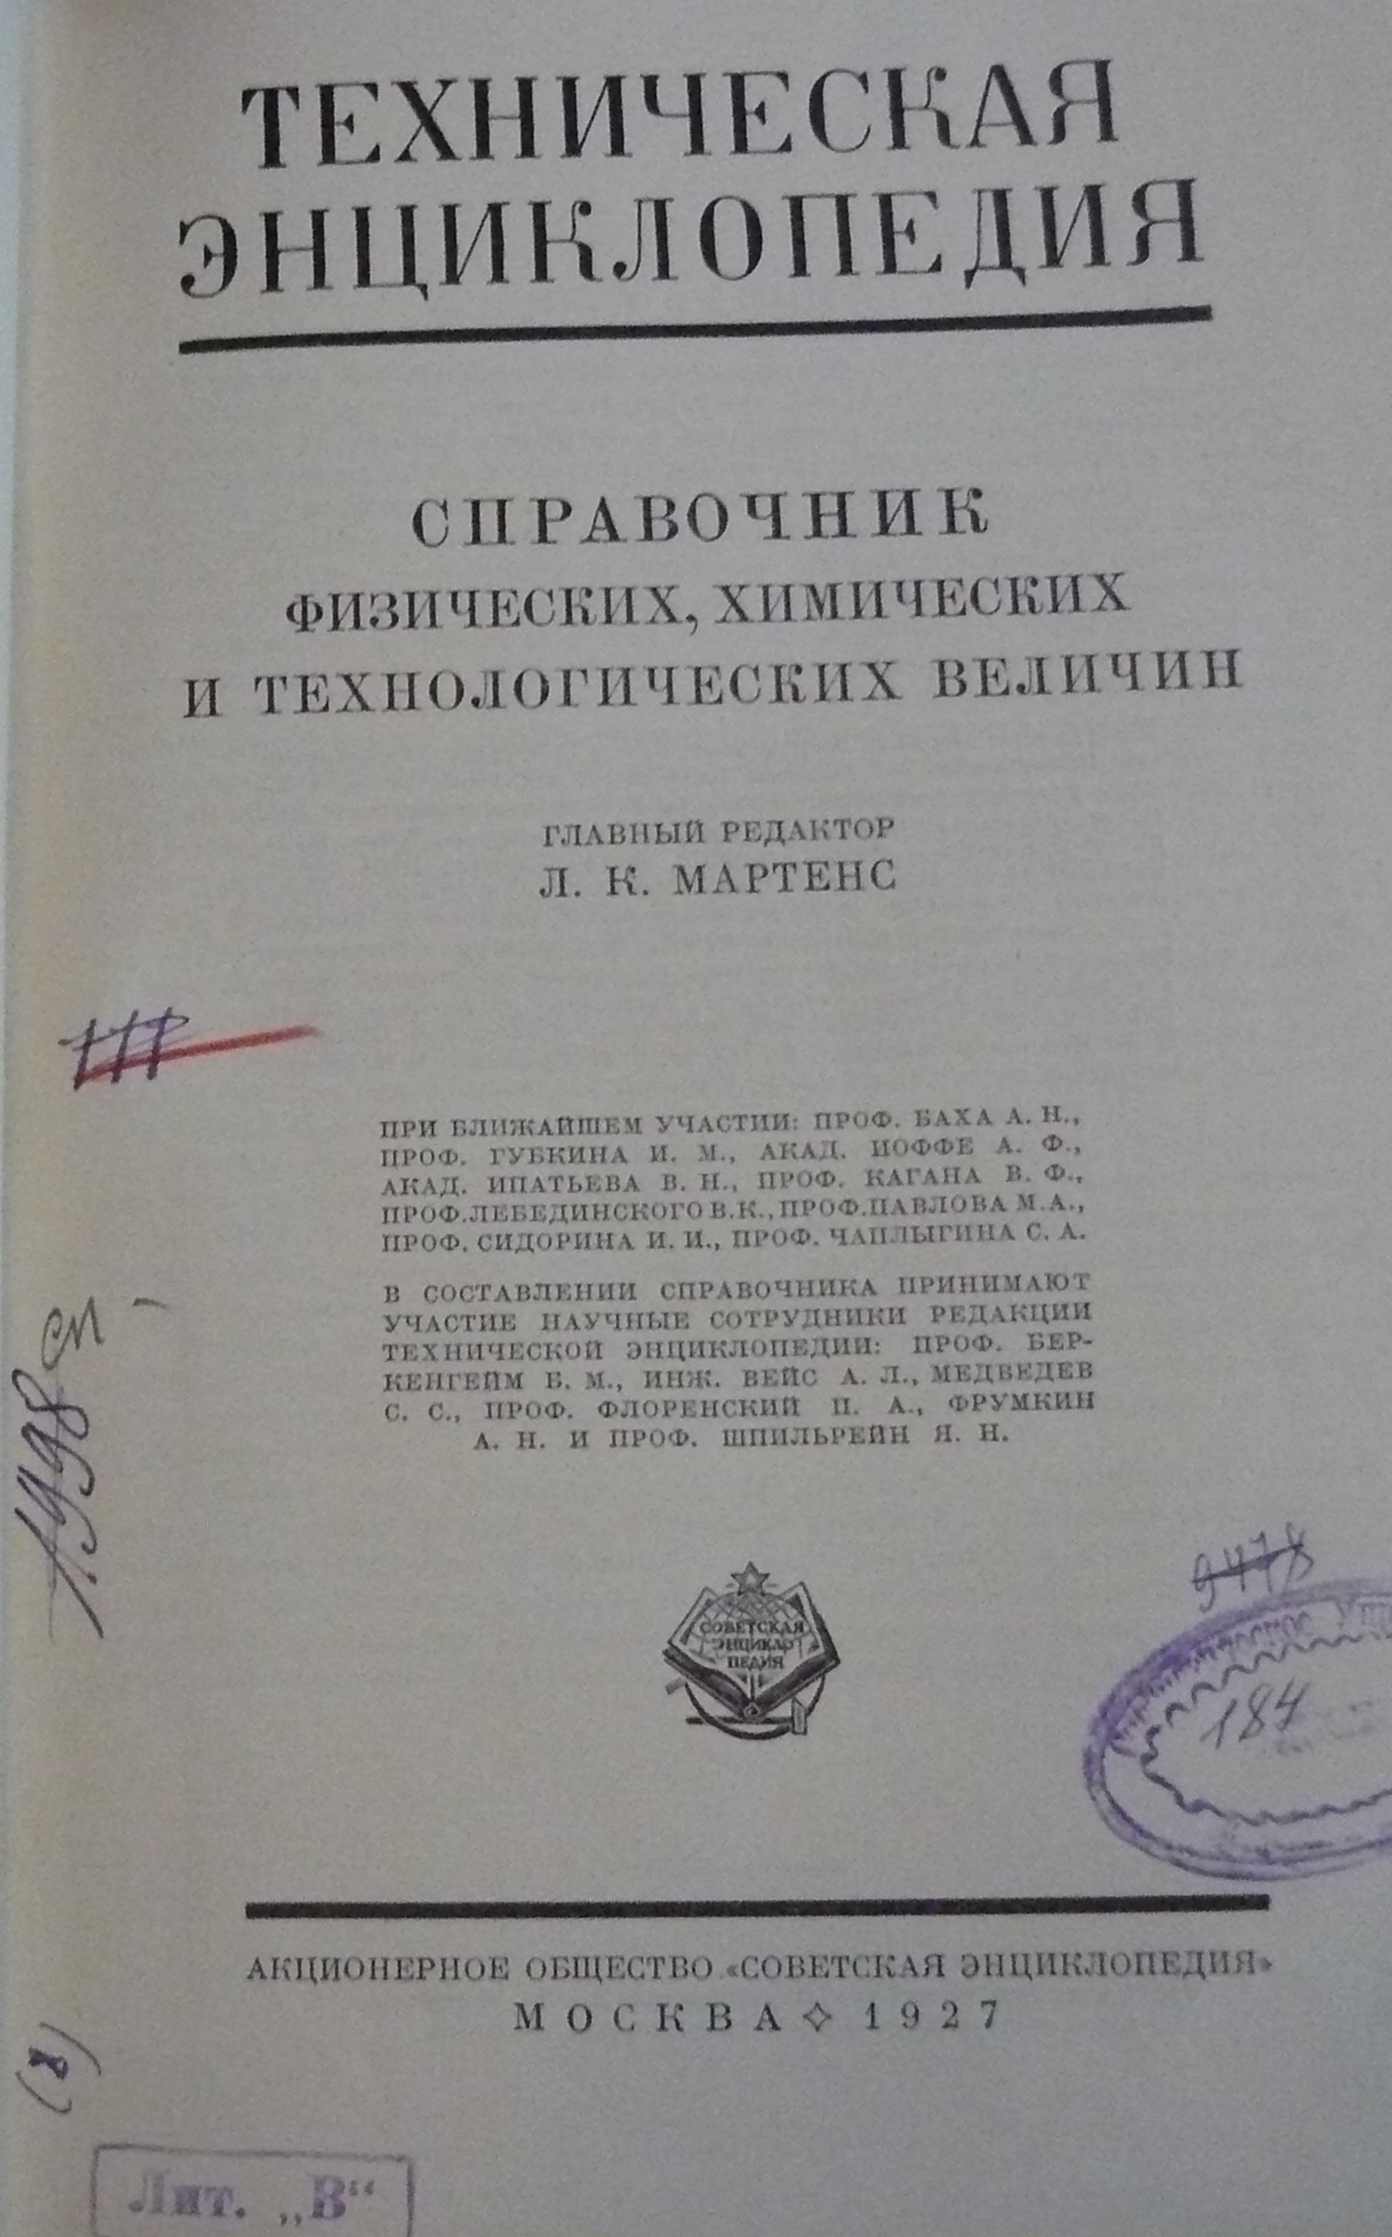 ТЕХНИЧЕСКАЯ
ЭНЦИКЛОПЕДИЯ
СПРАВОЧНИК
ФИЗИЧЕСКИХ, ХИМИЧЕСКИХ
И ТЕХНОЛОГИЧЕСКИХ ВЕЛИЧИН
ГЛАВНЫЙ РЕДАКТОР
Л. К. МАРТЕНС
ПРИ БЛИЖАЙШЕМ УЧАСТИИ: ПРОФ. БАХА А. Н.,
ПРОФ. ГУБКИНА И. М., АКАД. ИОФФЕ А. Ф.,
АКАД. ИПАТЬЕВА В. Н., ПРОФ. КАГАНА В. Ф.,
ПРОФ. ЛЕБЕДИНСКОГО В. К., ПРОФ. ПАВЛОВА М. А.,
ПРОФ. СИДОРИНА И. И., ПРОФ. ЧАПЛЫГИНА С. А.
В СОСТАВЛЕНИИ СПРАВОЧНИКА ПРИНИМАЮТ
УЧАСТИЕ НАУЧНЫЕ СОТРУДНИКИ РЕДАКЦИИ
ТЕХНИЧЕСКОЙ ЭНЦИКЛОПЕДИИ: ПРОФ. БЕР-
КЕНГЕЙМ Б. М., ИНЖ. ВЕЙС А. Л., МЕДВЕДЕВ
С. С., ПРОФ. ФЛОРЕНСКИЙ П. А., ФРУМКИН
А. Н. И ПРОФ. ШПИЛЬРЕЙН Я. Н.
9478
СОВЕТСКАЯ
ЭНЦИКЛО
ПЕДИЯ
184
АКЦИОНЕРНОЕ ОБЩЕСТВО «СОВЕТСКАЯ ЭНЦИКЛОПЕДИЯ»
МОСКВА ✧ 1927
(8)
Лит. „В“